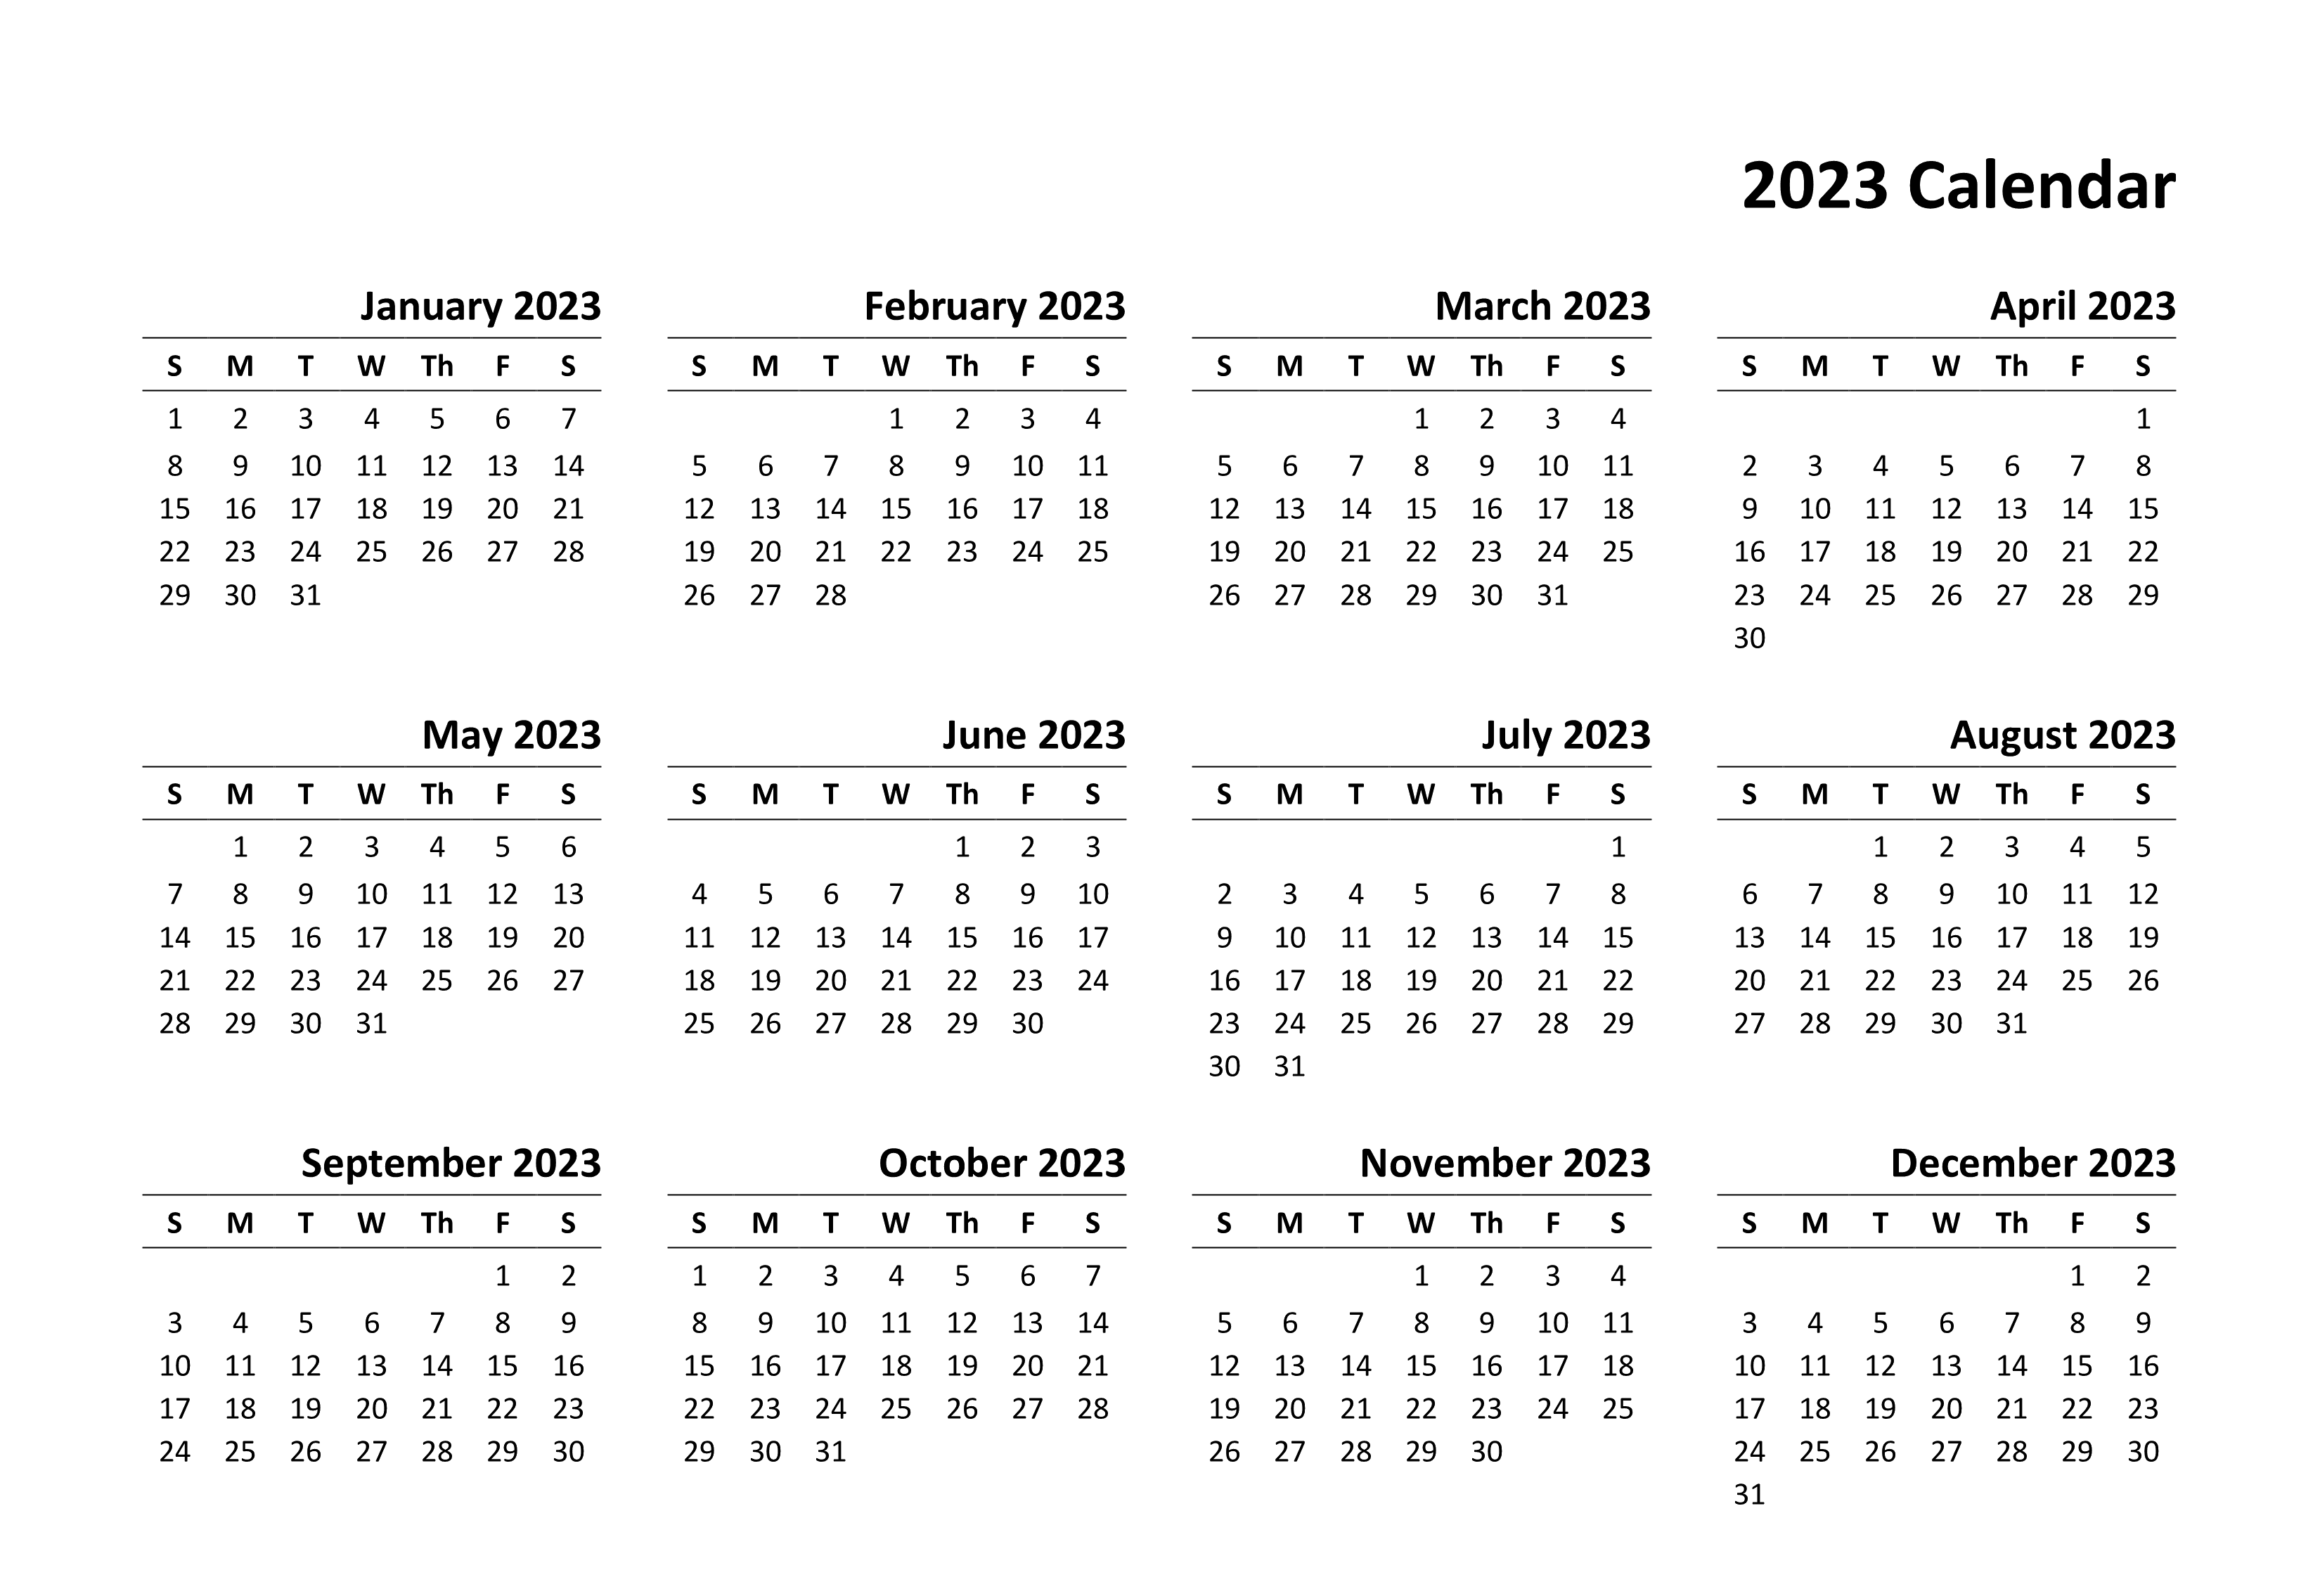 2023 Calendar
January 2023
S M T W Th F S
1 2 3 4 5 6 7
8 9 10 11 12 13 14
15 16 17 18 19 20 21
22 23 24 25 26 27 28
29 30 31
February 2023
S M T W Th F S
1 2 3 4
5 6 7 8 9 10 11
12 13 14 15 16 17 18
19 20 21 22 23 24 25
26 27 28
March 2023
S M T W Th F S
1 2 3 4
5 6 7 8 9 10 11
12 13 14 15 16 17 18
19 20 21 22 23 24 25
26 27 28 29 30 31
April 2023
S M T W Th F S
1
2 3 4 5 6 7 8
9 10 11 12 13 14 15
16 17 18 19 20 21 22
23 24 25 26 27 28 29
30
May 2023
S M T W Th F S
1 2 3 4 5 6
7 8 9 10 11 12 13
14 15 16 17 18 19 20
21 22 23 24 25 26 27
28 29 30 31
June 2023
S M T W Th F S
1 2 3
4 5 6 7 8 9 10
11 12 13 14 15 16 17
18 19 20 21 22 23 24
25 26 27 28 29 30
July 2023
S M T W Th F S
1
2 3 4 5 6 7 8
9 10 11 12 13 14 15
16 17 18 19 20 21 22
23 24 25 26 27 28 29
30 31
August 2023
S M T W Th F S
1 2 3 4 5
6 7 8 9 10 11 12
13 14 15 16 17 18 19
20 21 22 23 24 25 26
27 28 29 30 31
September 2023
S M T W Th F S
1 2
3 4 5 6 7 8 9
10 11 12 13 14 15 16
17 18 19 20 21 22 23
24 25 26 27 28 29 30
October 2023
S M T W Th F S
1 2 3 4 5 6 7
8 9 10 11 12 13 14
15 16 17 18 19 20 21
22 23 24 25 26 27 28
29 30 31
November 2023
S M T W Th F S
1 2 3 4
5 6 7 8 9 10 11
12 13 14 15 16 17 18
19 20 21 22 23 24 25
26 27 28 29 30
December 2023
S M T W Th F S
1 2
3 4 5 6 7 8 9
10 11 12 13 14 15 16
17 18 19 20 21 22 23
24 25 26 27 28 29 30
31